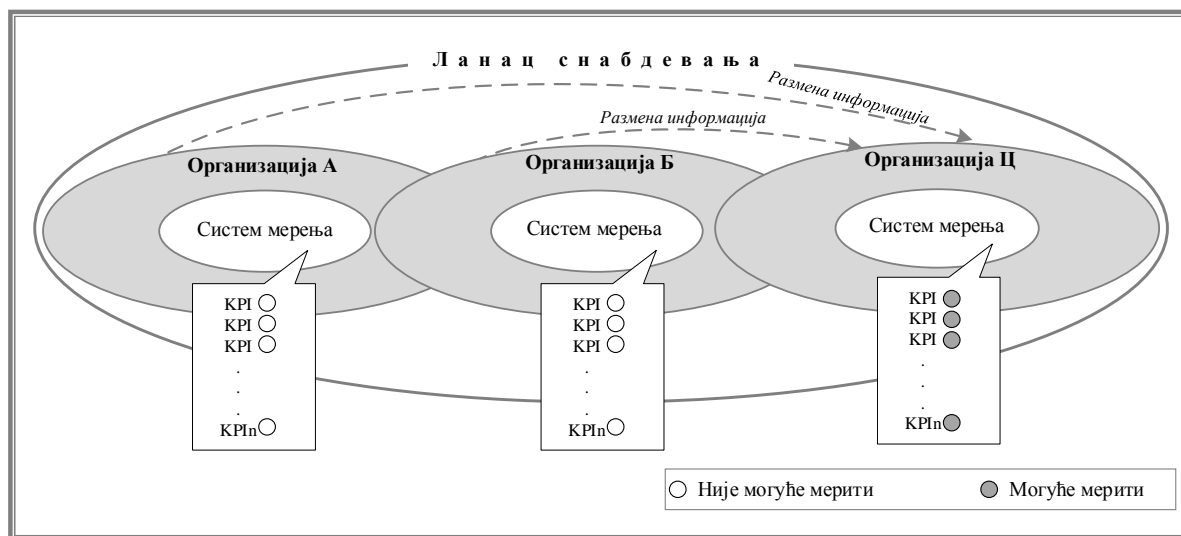 Ланац снабдевања
Размена информација
Размена информација
Организација А
Организација Б
Организација Ц
Систем мерења
Систем мерења
Систем мерења
KPI
KPI
KPI
.
.
.
KPIn
KPI
KPI
KPI
.
.
.
KPIn
KPI
KPI
KPI
.
.
.
KPIn
Није могуће мерити
Могуће мерити